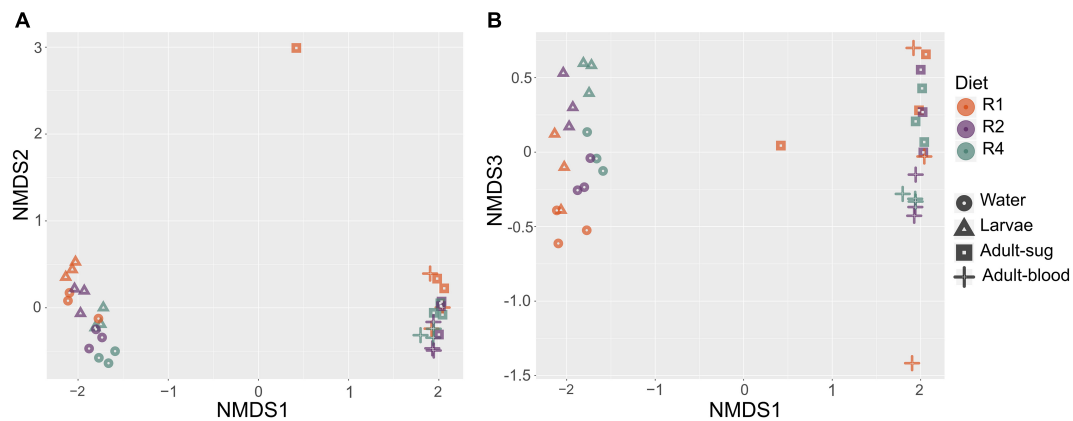 A
3
2
1
0
NMDS2
−2
−1
0
1
2
NMDS1
B
0.5
0
-0.5
-1.0
-1.5
NMDS3
−2
−1
0
1
2
NMDS1
Diet
R1
R2
R4
Water
Larvae
Adult-sug
Adult-blood